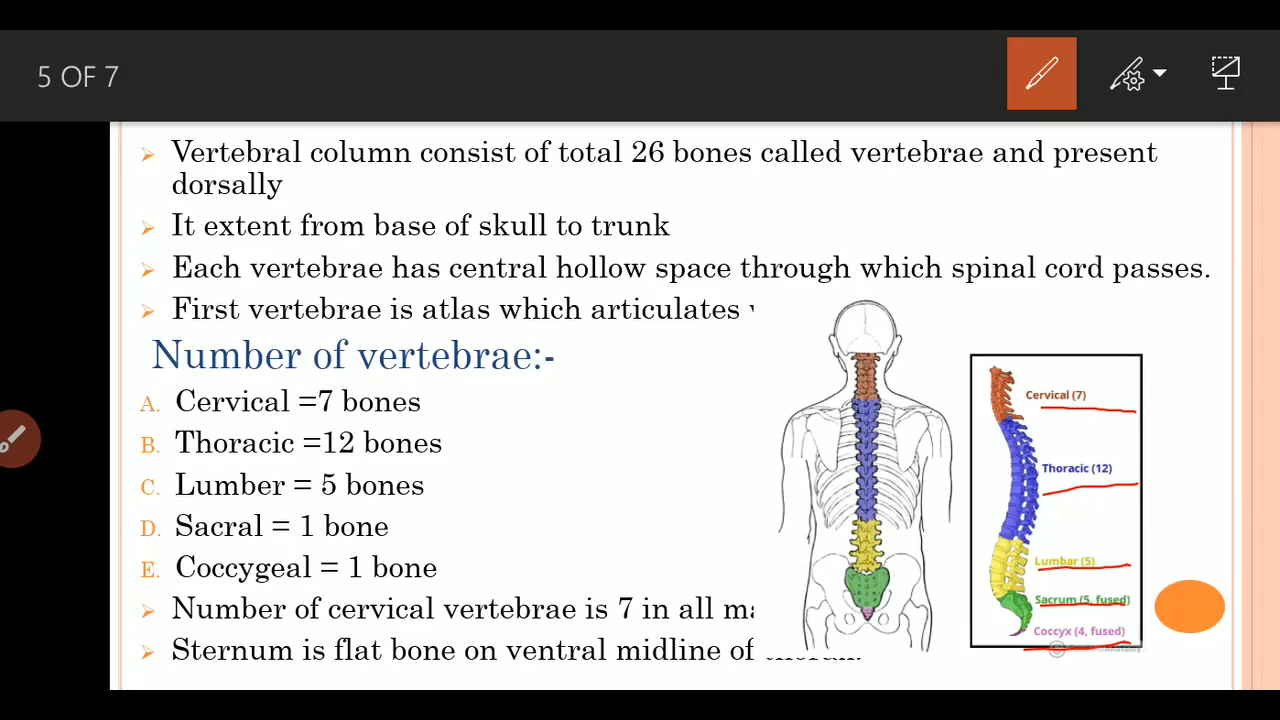 5 OF 7
Vertebral column consist of total 26 bones called vertebrae and present
dorsally
It extent from base of skull to trunk
Each vertebrae has central hollow space through which spinal cord passes.
First vertebrae is atlas which articulates
Number of vertebrae:-
A. Cervical =7 bones
B. Thoracic =12 bones
C. Lumber = 5 bones
D. Sacral = 1 bone
E. Coccygeal = 1 bone
Number of cervical vertebrae is 7 in all
Sternum is flat bone on ventral midline of
Cervical (7)
Thoracic (12)
Lumbar (5)
Sacrum (5, fused)
Coccyx (4, fused)